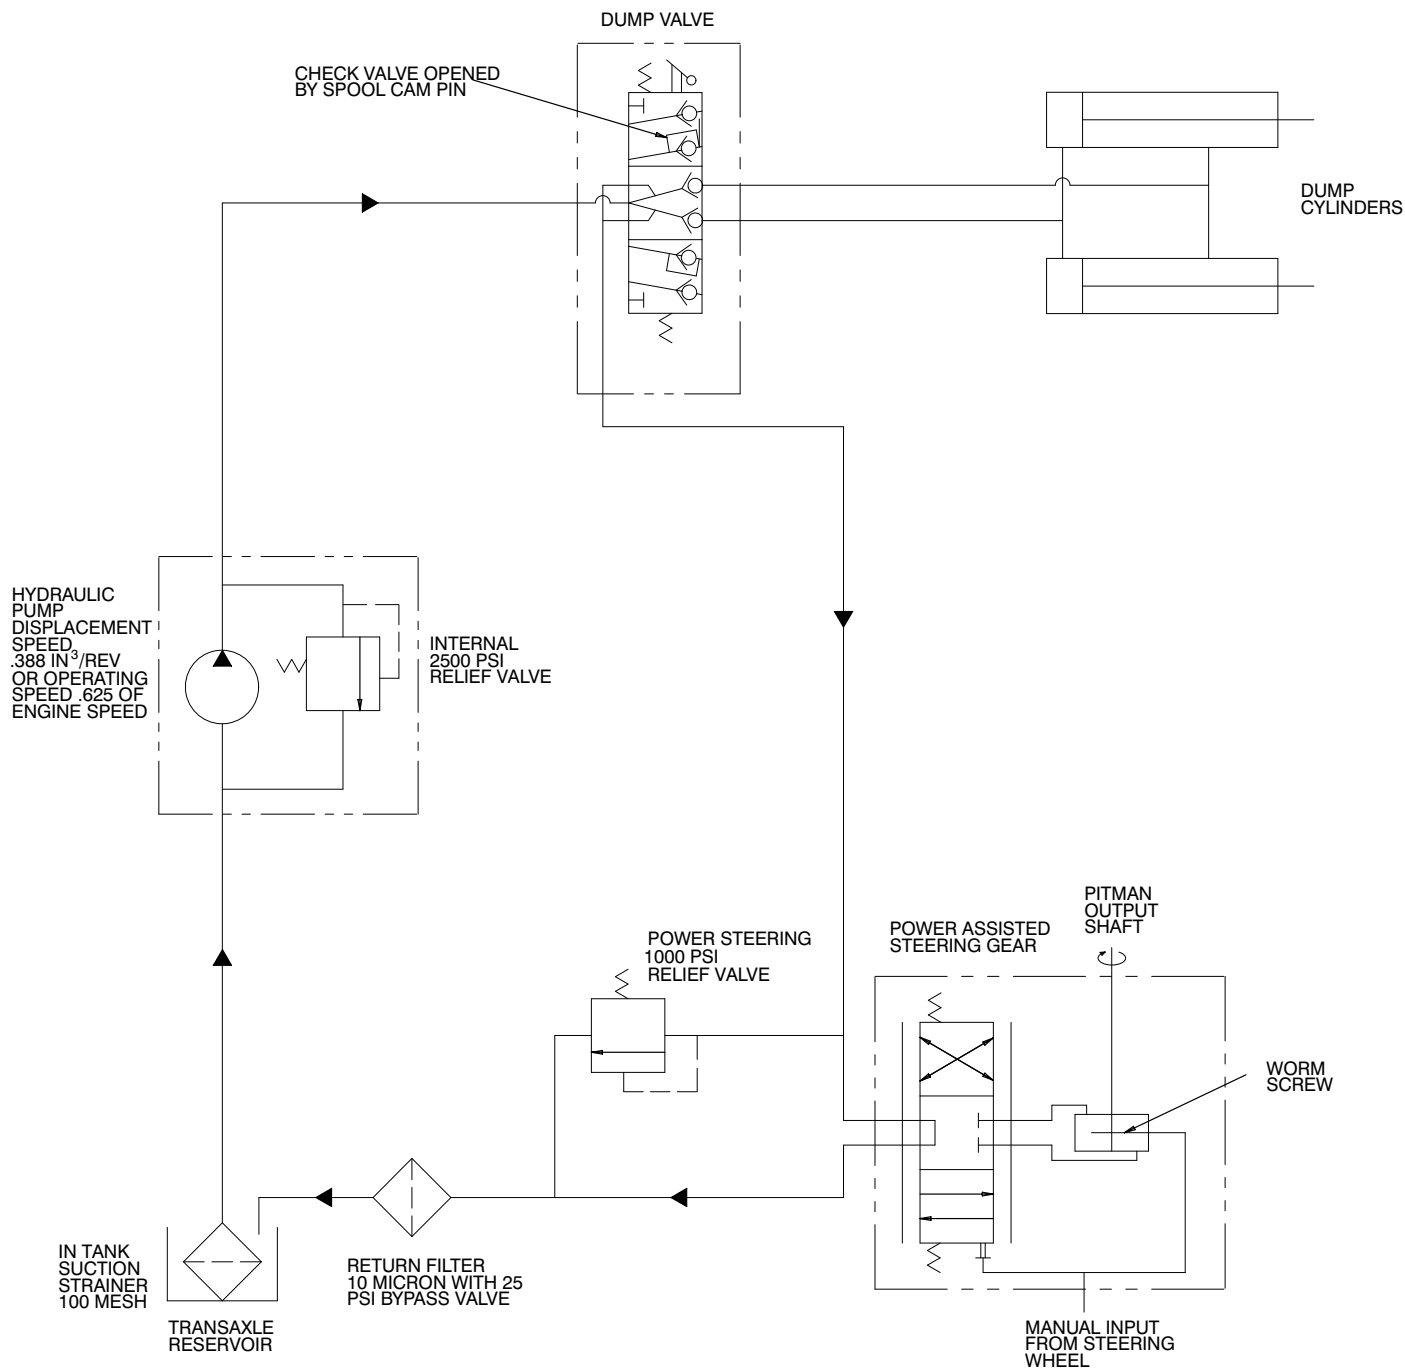 DUMP VALVE
CHECK VALVE OPENED
BY SPOOL CAM PIN
DUMP
CYLINDERS
HYDRAULIC
PUMP
DISPLACEMENT
SPEED
.388 IN³/REV
OR OPERATING
SPEED .625 OF
ENGINE SPEED
INTERNAL
2500 PSI
RELIEF VALVE
POWER STEERING
1000 PSI
RELIEF VALVE
POWER ASSISTED
STEERING GEAR
PITMAN
OUTPUT
SHAFT
WORM
SCREW
IN TANK
SUCTION
STRAINER
100 MESH
TRANSAXLE
RESERVOIR
RETURN FILTER
10 MICRON WITH 25
PSI BYPASS VALVE
MANUAL INPUT
FROM STEERING
WHEEL